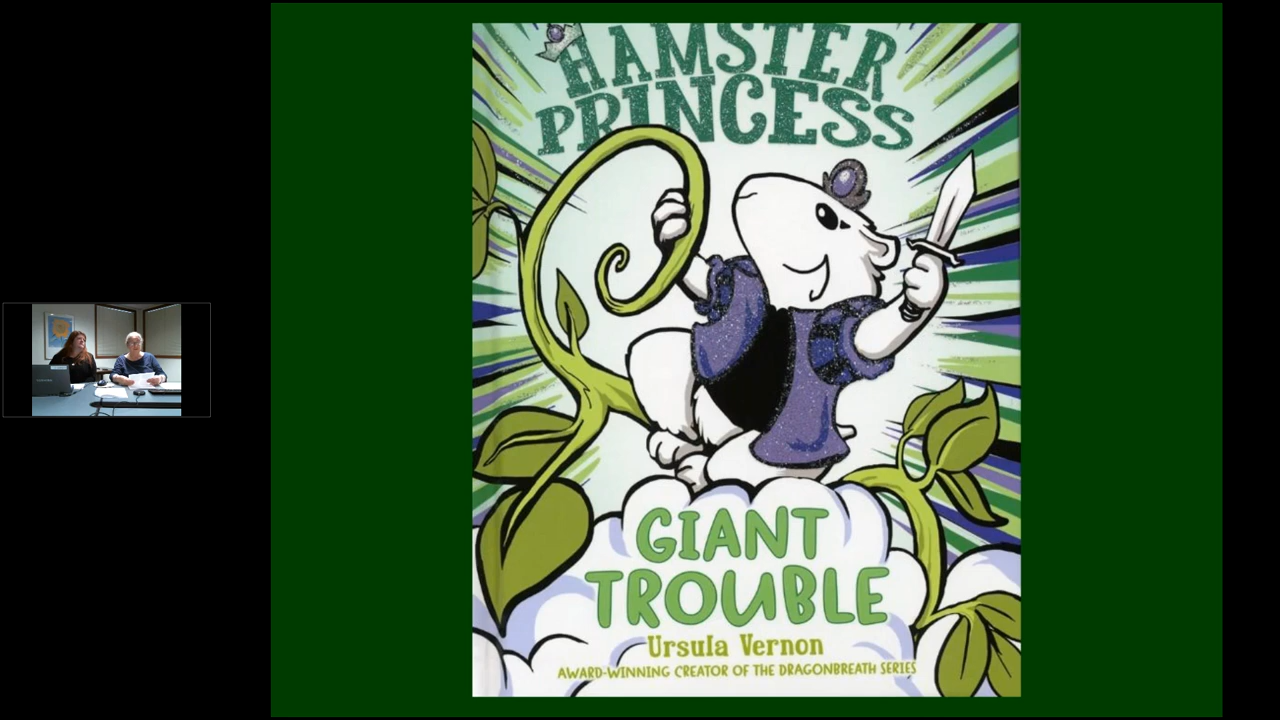 HAMSTER
PRINCESS
GIANT
TROUBLE
Ursula Vernon
AWARD-WINNING CREATOR OF THE DRAGONBREATH SERIES